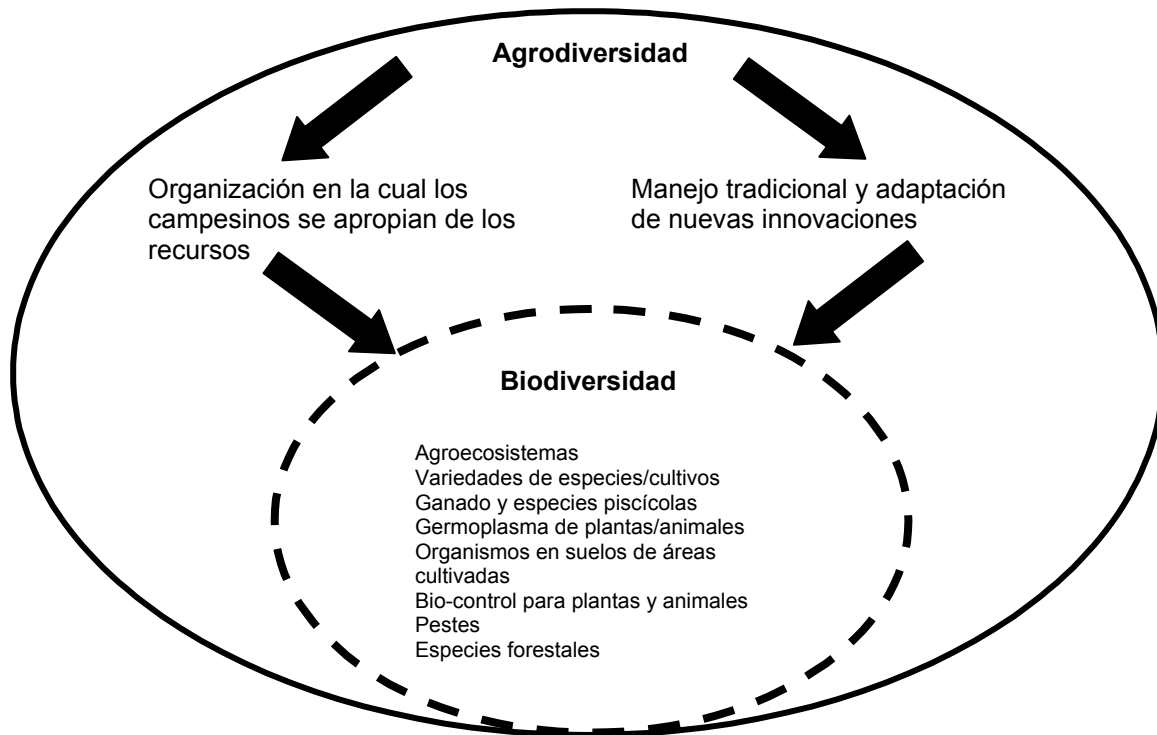 Agrodiversidad
Organización en la cual los
campesinos se apropian de los
recursos
Manejo tradicional y adaptación
de nuevas innovaciones
Biodiversidad
Agroecosistemas
Variedades de especies/cultivos
Ganado y especies piscícolas
Germoplasma de plantas/animales
Organismos en suelos de áreas
cultivadas
Bio-control para plantas y animales
Pestes
Especies forestales